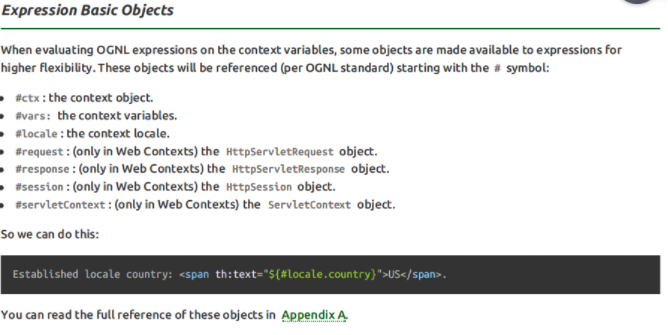 Expression Basic Objects
When evaluating OGNL expressions on the context variables, some objects are made available to expressions for
higher flexibility. These objects will be referenced (per OGNL standard) starting with the # symbol:
#ctx : the context object.
#vars: the context variables.
#locale : the context locale.
#request : (only in Web Contexts) the HttpServletRequest object.
#response : (only in Web Contexts) the HttpServletResponse object.
#session : (only in Web Contexts) the HttpSession object.
#servletContext : (only in Web Contexts) the ServletContext object.
So we can do this:
Established locale country: <span th:text="${#locale.country}">US</span>.
You can read the full reference of these objects in Appendix A.